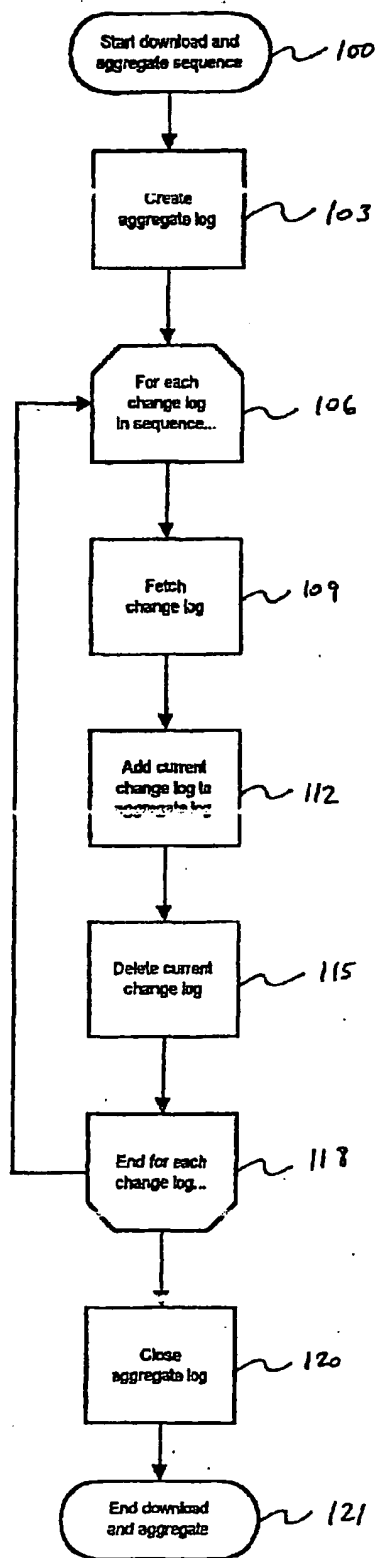 Start download and
aggregate sequence
100
Create
aggregate log
103
For each
change log
in sequence...
106
Fetch
change log
109
Add current
change log to
aggregate log
112
Delete current
change log
115
End for each
change log...
118
Close
aggregate log
120
End download
and aggregate
121